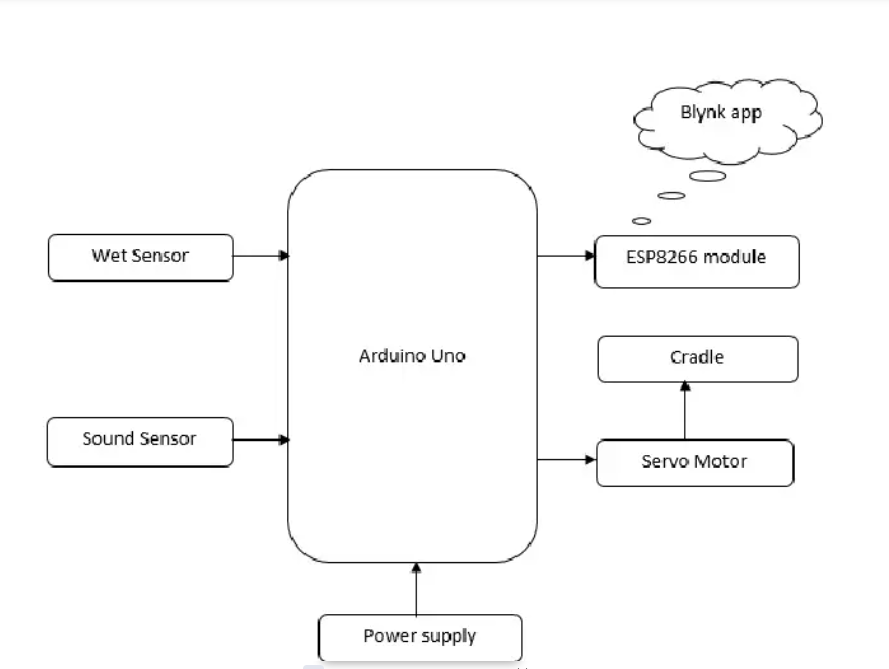 Blynk app
Wet Sensor
ESP8266 module
Arduino Uno
Cradle
Sound Sensor
Servo Motor
Power supply